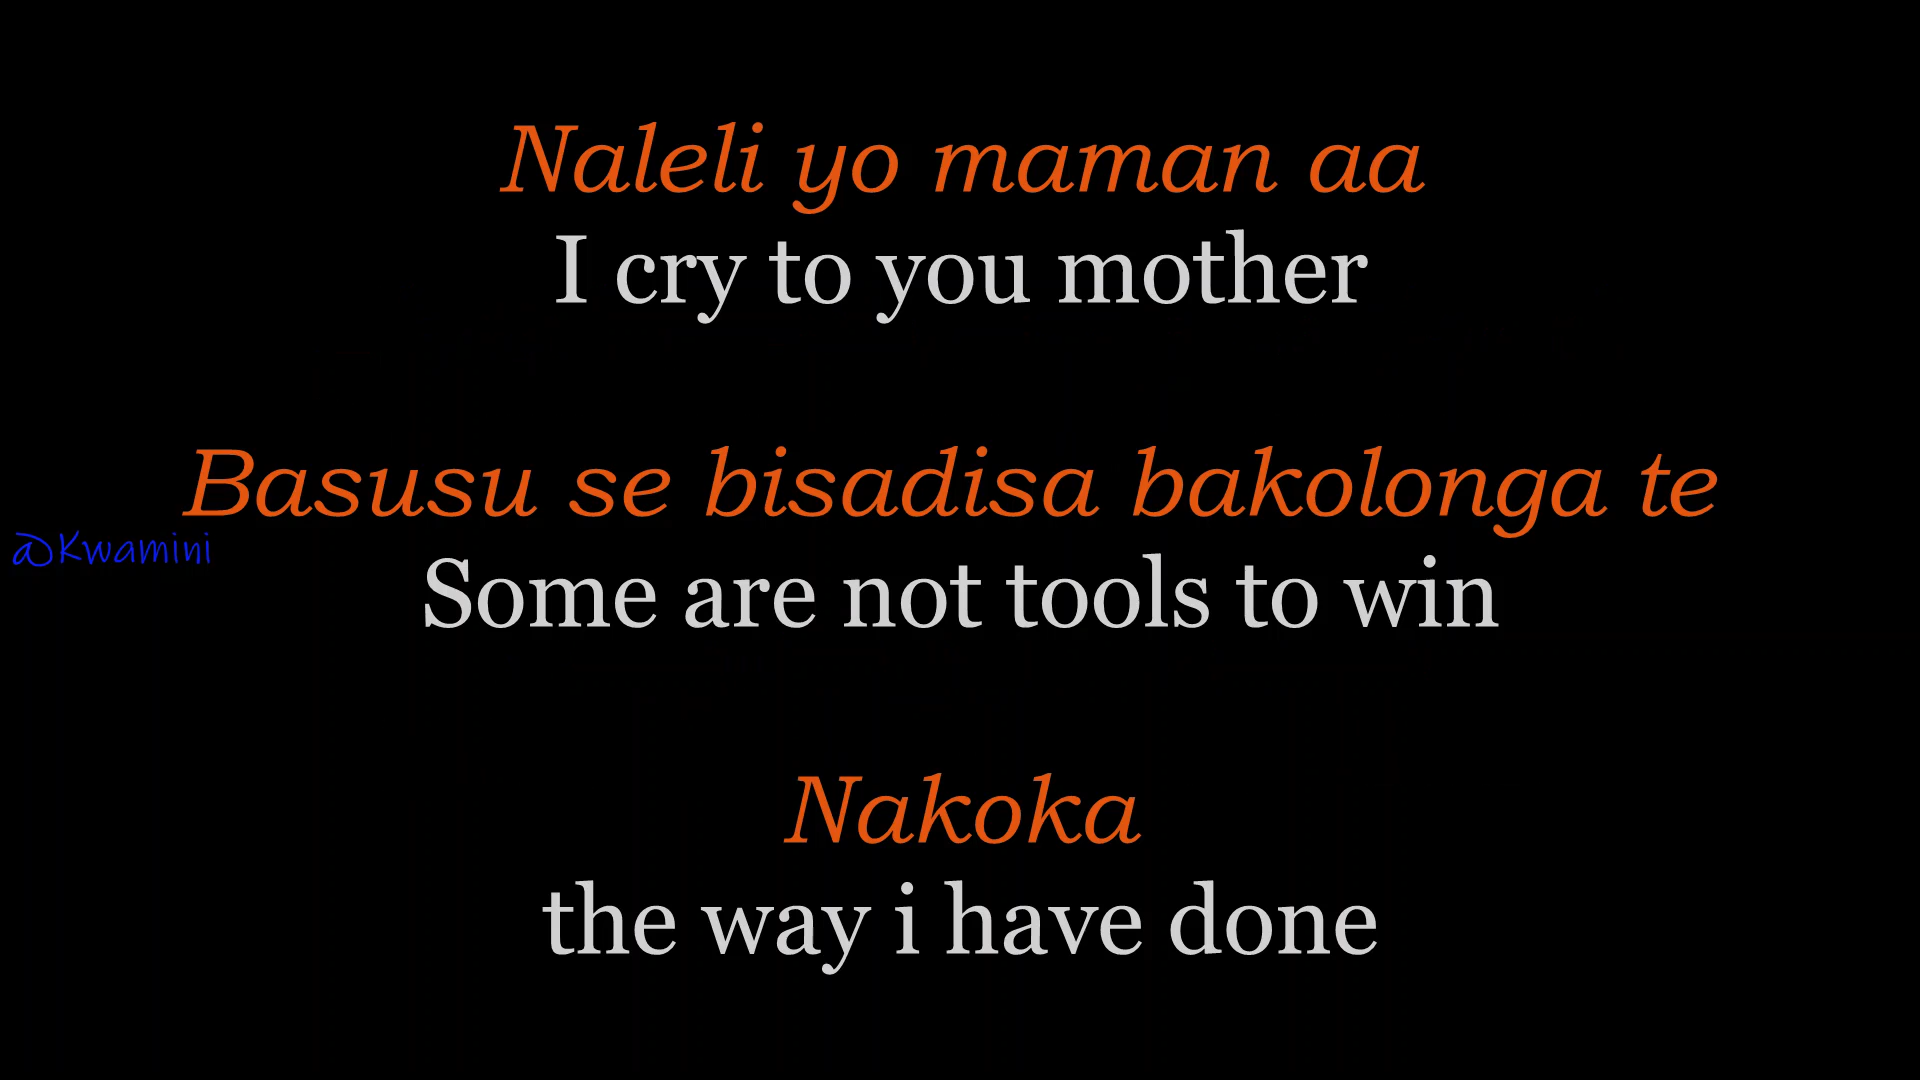 Naleli yo maman aa
I cry to you mother
Basusu se bisadisa bakolonga te
@Kwamini
Some are not tools to win
Nakoka
the way i have done